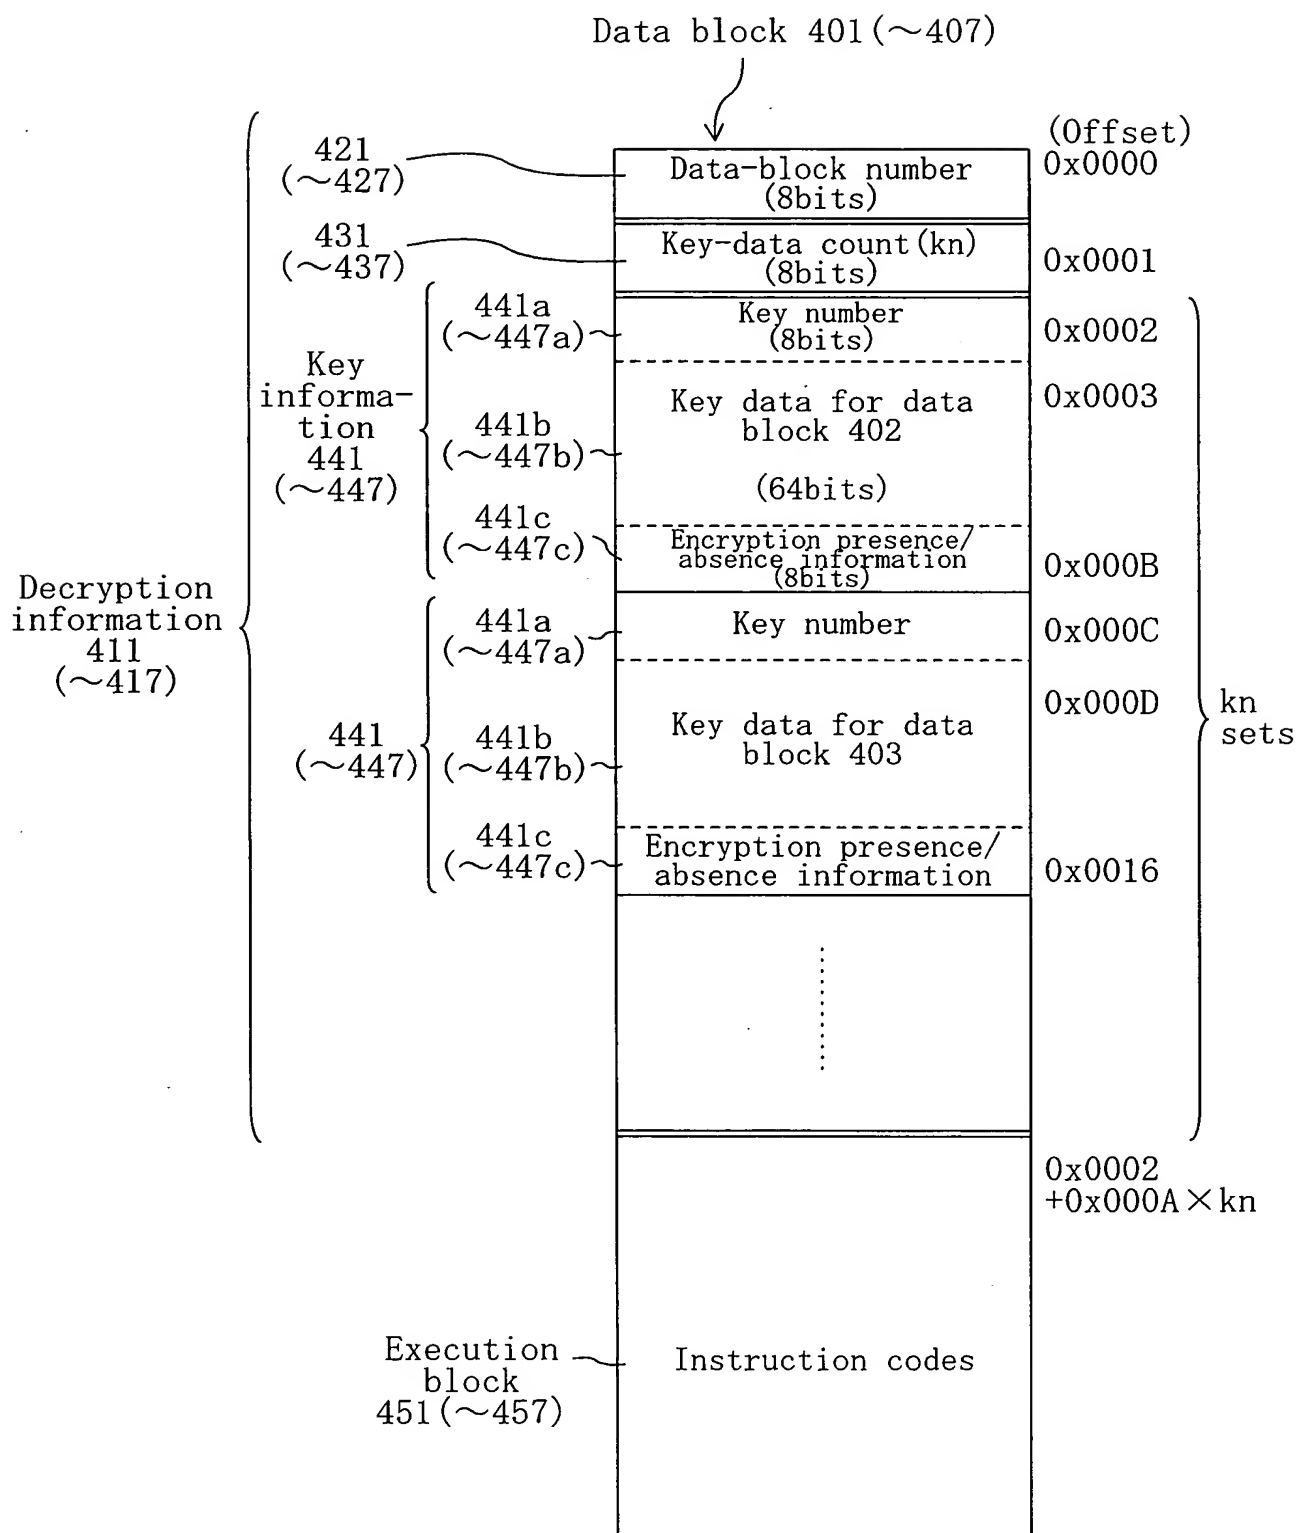 Data block 401(～407)
(Offset)
421
(～427)
Data-block number
(8bits)
0x0000
431
(～437)
Key-data count(kn)
(8bits)
0x0001
441a
(～447a)
Key number
(8bits)
0x0002
Key
informa-
tion
441
(～447)
441b
(～447b)
Key data for data
block 402
(64bits)
0x0003
441c
(～447c)
Encryption presence/
absence information
(8bits)
0x000B
Decryption
information
411
(～417)
441a
(～447a)
Key number
0x000C
441
(～447)
441b
(～447b)
Key data for data
block 403
0x000D
kn
sets
441c
(～447c)
Encryption presence/
absence information
0x0016
0x0002
+0x000A×kn
Execution
block
451(～457)
Instruction codes